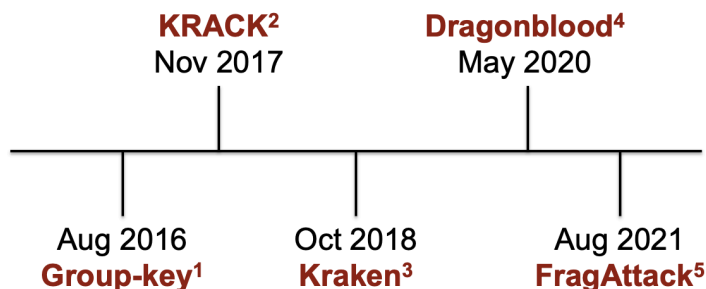 KRACK²
Nov 2017
Dragonblood⁴
May 2020
Aug 2016
Group-key¹
Oct 2018
Kraken³
Aug 2021
FragAttack⁵